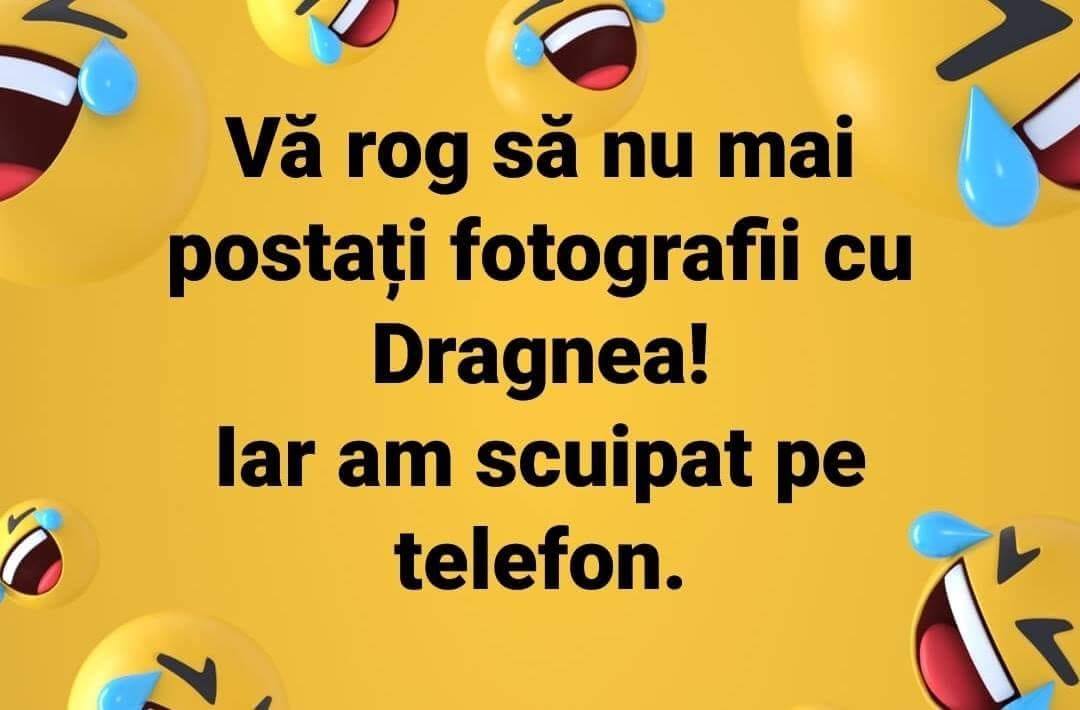 Vă rog să nu mai
postați fotografii cu
Dragnea!
Iar am scuipat pe
telefon.